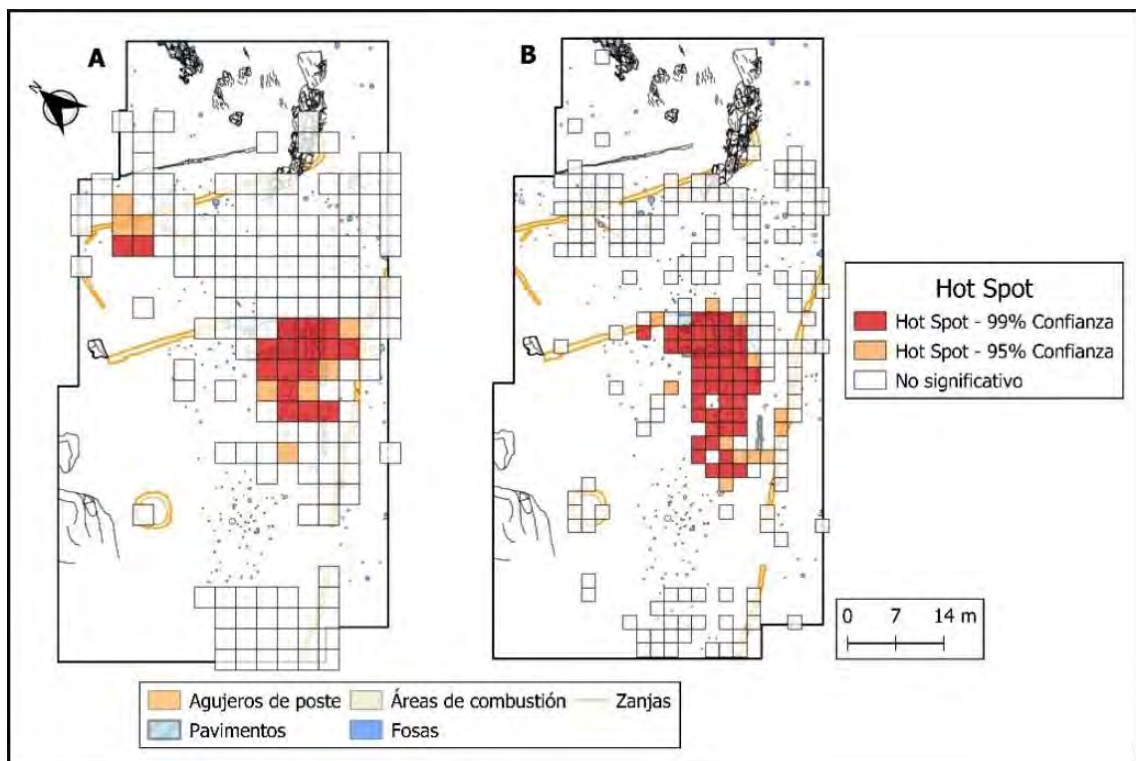 A
B
N
Hot Spot
Hot Spot - 99% Confianza
Hot Spot - 95% Confianza
No significativo
0 7 14 m
Agujeros de poste Áreas de combustión Zanjas
Pavimentos Fosas